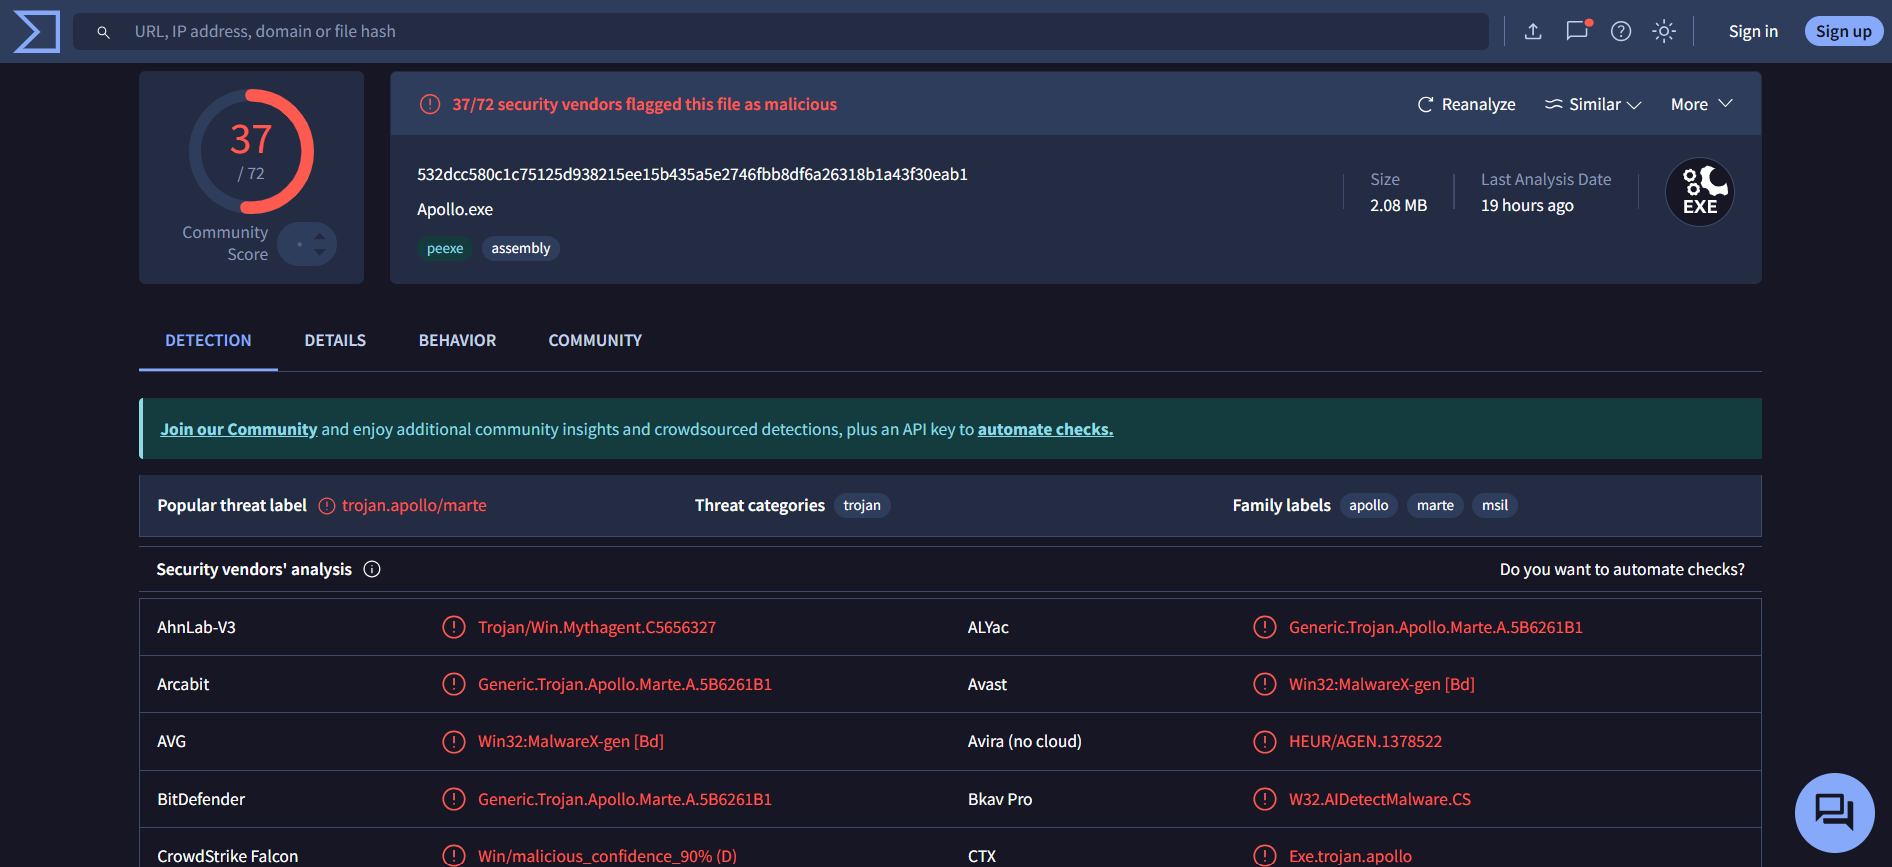 URL, IP address, domain or file hash
Sign in
Sign up
37
/ 72
Community
Score
37/72 security vendors flagged this file as malicious
Reanalyze
Similar
More
532dcc580c1c75125d938215ee15b435a5e2746fbb8df6a26318b1a43f30eab1
Apollo.exe
peexe
assembly
Size
2.08 MB
Last Analysis Date
19 hours ago
EXE
DETECTION
DETAILS
BEHAVIOR
COMMUNITY
Join our Community and enjoy additional community insights and crowdsourced detections, plus an API key to automate checks.
Popular threat label trojan.apollo/marte
Threat categories trojan
Family labels apollo marte msil
Security vendors' analysis
Do you want to automate checks?
AhnLab-V3 Trojan/Win.Mythagent.C5656327
ALYac Generic.Trojan.Apollo.Marte.A.5B6261B1
Arcabit Generic.Trojan.Apollo.Marte.A.5B6261B1
Avast Win32:MalwareX-gen [Bd]
AVG Win32:MalwareX-gen [Bd]
Avira (no cloud) HEUR/AGEN.1378522
BitDefender Generic.Trojan.Apollo.Marte.A.5B6261B1
Bkav Pro W32.AIDetectMalware.CS
CrowdStrike Falcon Win/malicious_confidence_90% (D)
CTX Exe.trojan.apollo